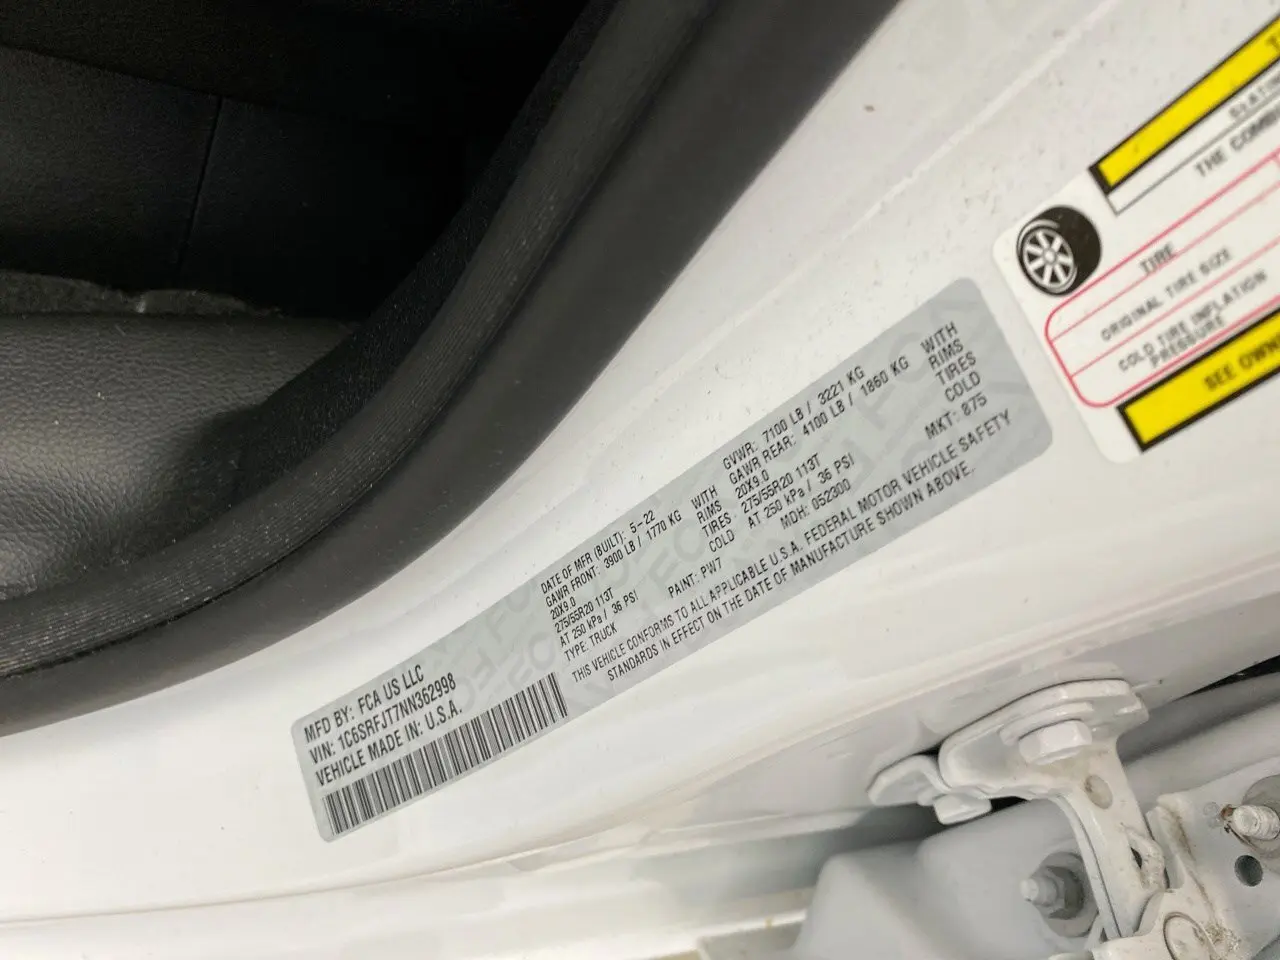 MFD BY: FCA US LLC
VIN: 1C6SRFJT7NN362998
VEHICLE MADE IN: U.S.A.
DATE OF MFR (BUILT): 5-22 GVWR: 7100 LB / 3221 KG
GAWR FRONT: 3900 LB / 1770 KG WITH GAWR REAR: 4100 LB / 1860 KG WITH
20X9.0 RIMS 20X9.0 RIMS
275/55R20 113T TIRES 275/55R20 113T TIRES
AT 250 kPa / 36 PSI COLD AT 250 kPa / 36 PSI COLD
TYPE: TRUCK PAINT: PW7 MDH: 052300 MKT: 875
THIS VEHICLE CONFORMS TO ALL APPLICABLE U.S.A. FEDERAL MOTOR VEHICLE SAFETY
STANDARDS IN EFFECT ON THE DATE OF MANUFACTURE SHOWN ABOVE.
THE
TIRE
ORIGINAL TIRE SIZE
COLD TIRE INFLATION
PRESSURE
SEE